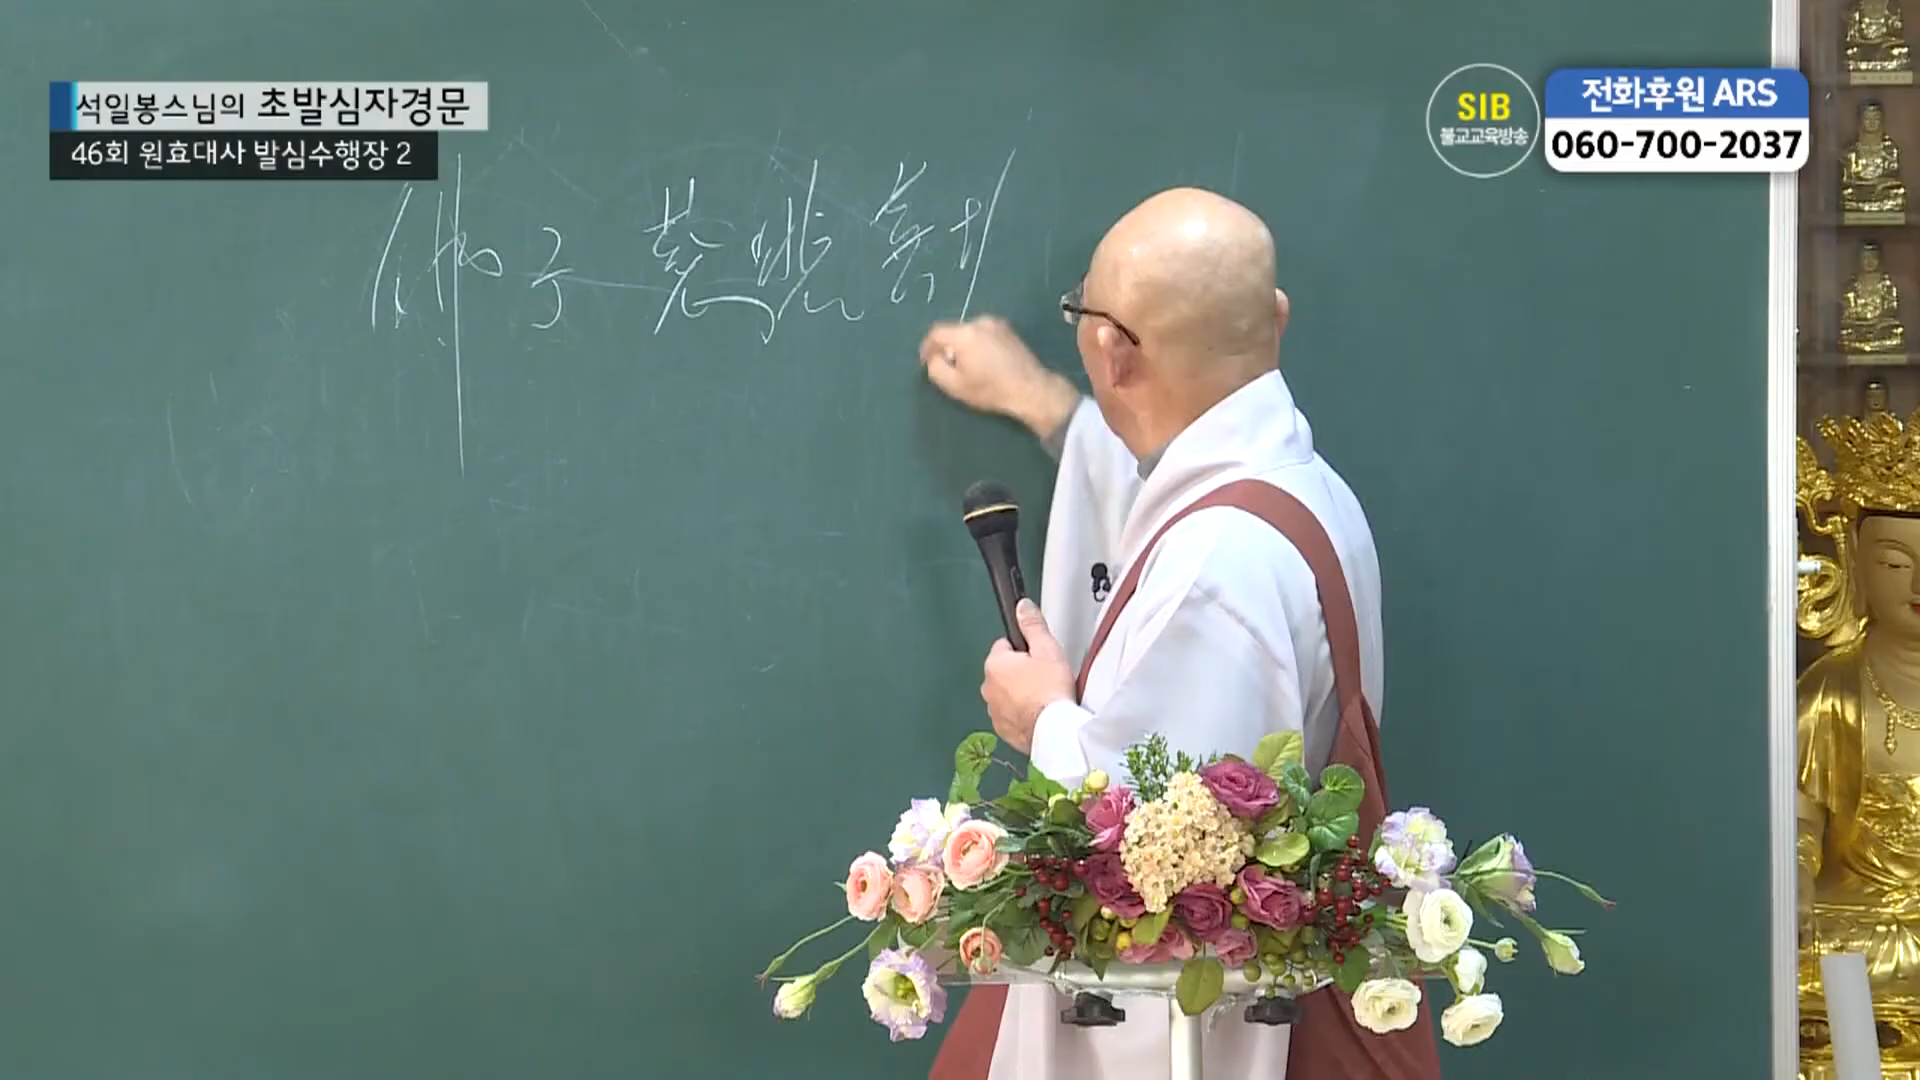 석일봉스님의 초발심자경문
46회 원효대사 발심수행장 2
SIB
불교교육방송
전화후원 ARS
060-700-2037
佛子